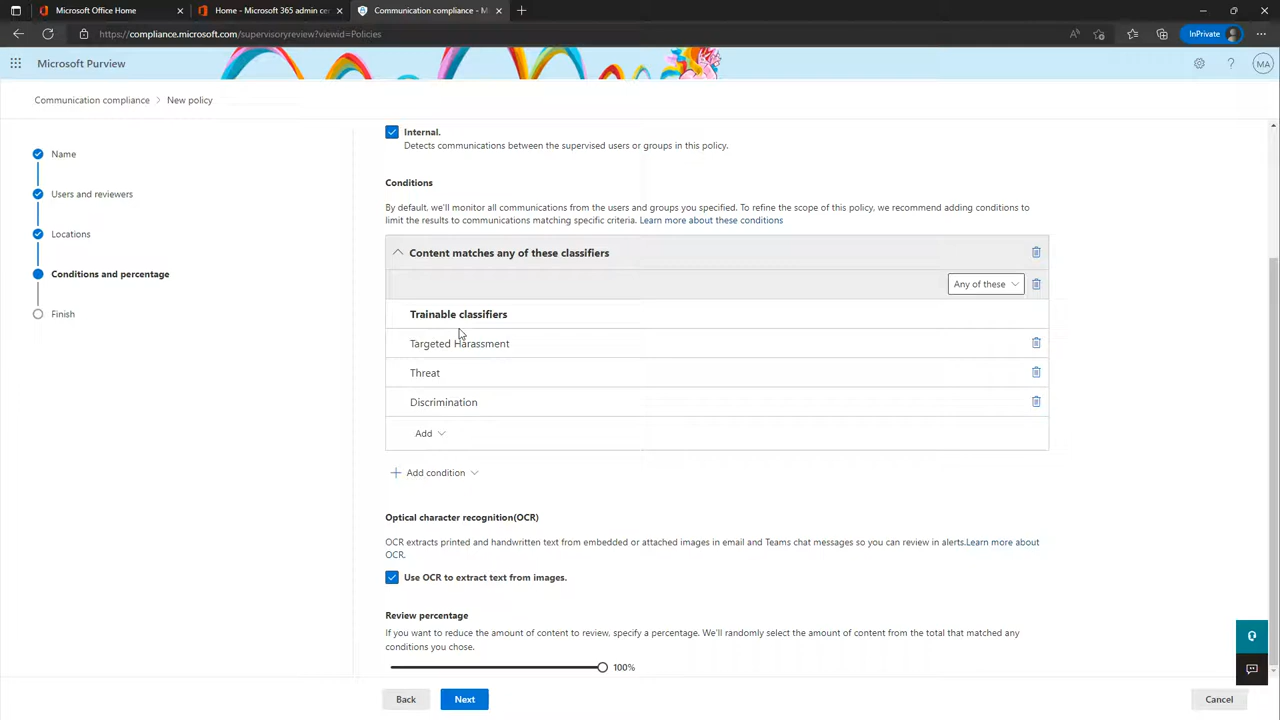 Microsoft Office Home
Home - Microsoft 365 admin cen
Communication compliance - M
https://compliance.microsoft.com/supervisoryreview?viewid=Policies
InPrivate
Microsoft Purview
MA
Communication compliance > New policy
Name
Users and reviewers
Locations
Conditions and percentage
Finish
Internal.
Detects communications between the supervised users or groups in this policy.
Conditions
By default, we'll monitor all communications from the users and groups you specified. To refine the scope of this policy, we recommend adding conditions to
limit the results to communications matching specific criteria. Learn more about these conditions
Content matches any of these classifiers
Any of these
Trainable classifiers
Targeted Harassment
Threat
Discrimination
Add
Add condition
Optical character recognition(OCR)
OCR extracts printed and handwritten text from embedded or attached images in email and Teams chat messages so you can review in alerts.Learn more about
OCR.
Use OCR to extract text from images.
Review percentage
If you want to reduce the amount of content to review, specify a percentage. We'll randomly select the amount of content from the total that matched any
conditions you chose.
100%
Back
Next
Cancel